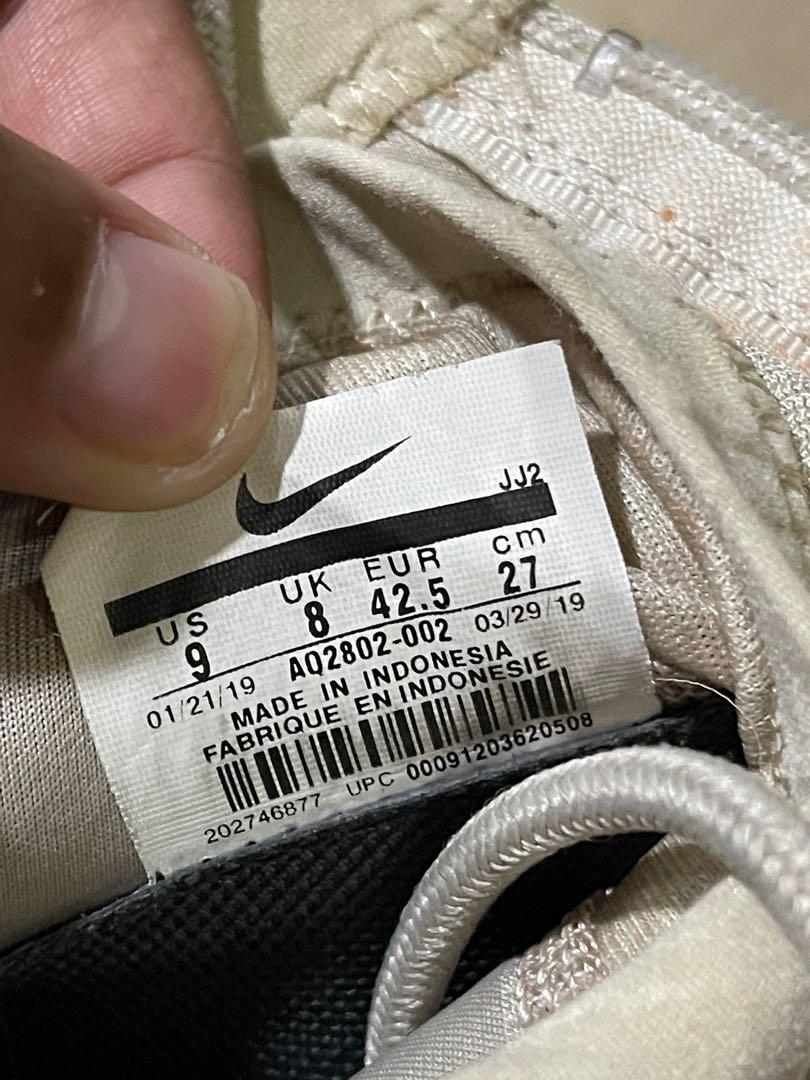 JJ2
US UK EUR cm
9 8 42.5 27
AQ2802-002
01/21/19 03/29/19
MADE IN INDONESIA
FABRIQUE EN INDONESIE
202746877 UPC 00091203620508